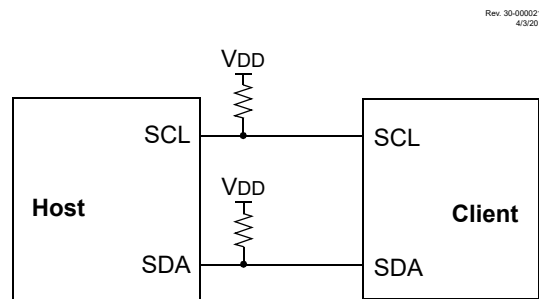 Rev. 30-00002
4/3/20
VDD
SCL
SCL
VDD
Host
Client
SDA
SDA